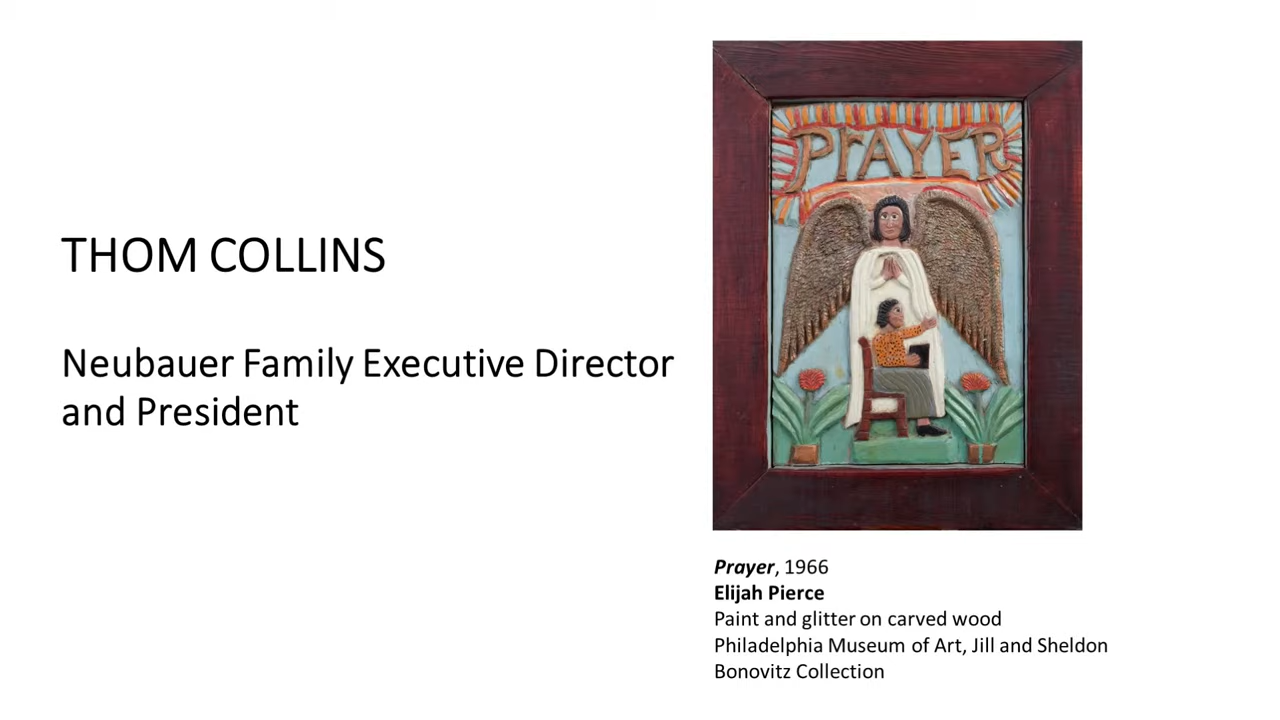 THOM COLLINS
Neubauer Family Executive Director
and President
PrAYER
Prayer, 1966
Elijah Pierce
Paint and glitter on carved wood
Philadelphia Museum of Art, Jill and Sheldon
Bonovitz Collection